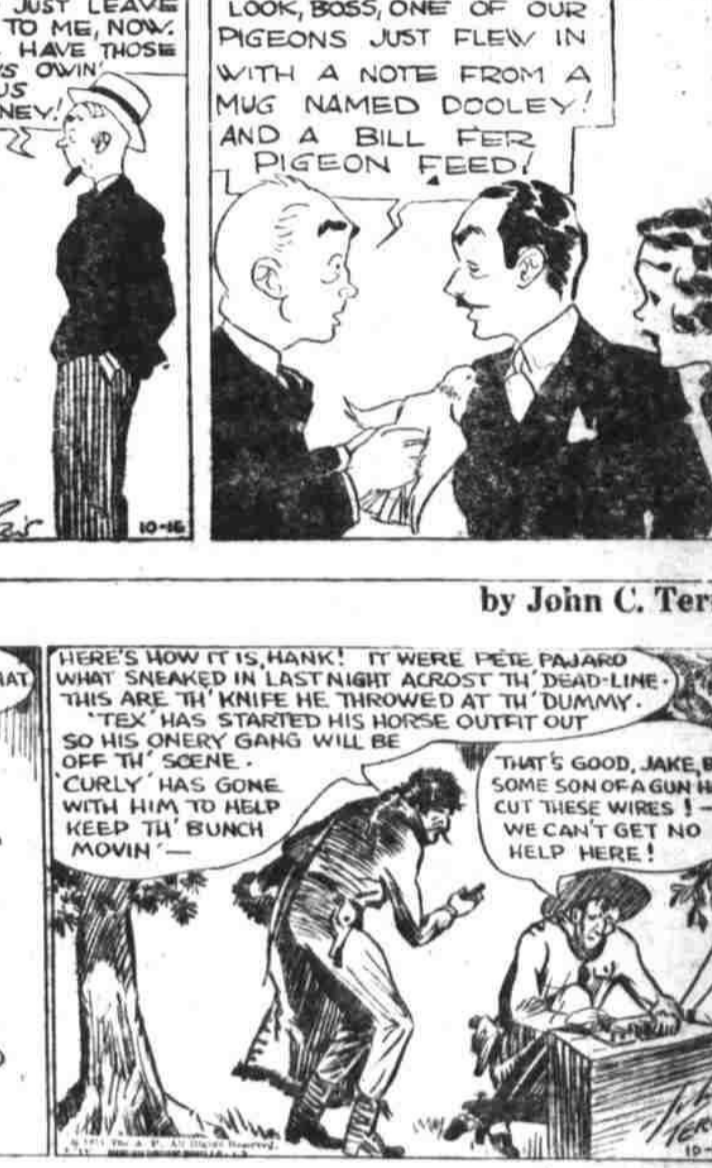 JUST LEAVE
TO ME, NOW.
HAVE THOSE
OWIN'
US
LOOK, BOSS, ONE OF OUR
PIGEONS JUST FLEW IN
WITH A NOTE FROM A
MUG NAMED DOOLEY!
AND A BILL FER
PIGEON FEED!
10-16
by John C. Ter
HERE'S HOW IT IS, HANK! IT WERE PETE PAJARO
WHAT SNEAKED IN LAST NIGHT ACROST TH' DEAD-LINE.
THIS ARE TH' KNIFE HE THROWED AT TH' DUMMY.
'TEX' HAS STARTED HIS HORSE OUTFIT OUT
SO HIS ONERY GANG WILL BE
OFF TH' SCENE.
'CURLY' HAS GONE
WITH HIM TO HELP
KEEP TH' BUNCH
MOVIN'—
THAT'S GOOD, JAKE, B
SOME SON OF A GUN H
CUT THESE WIRES! —
WE CAN'T GET NO
HELP HERE!
The A. P. All Rights Reserved
10-